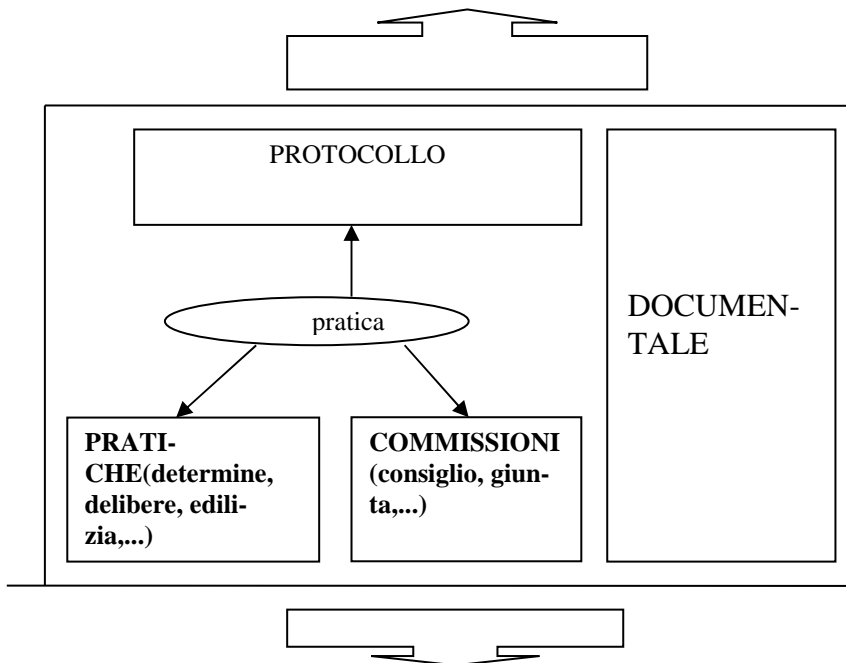 PROTOCOLLO
pratica
DOCUMEN-
TALE
PRATI-
CHE(determine,
delibere, edili-
zia,...)
COMMISSIONI
(consiglio, giun-
ta,...)